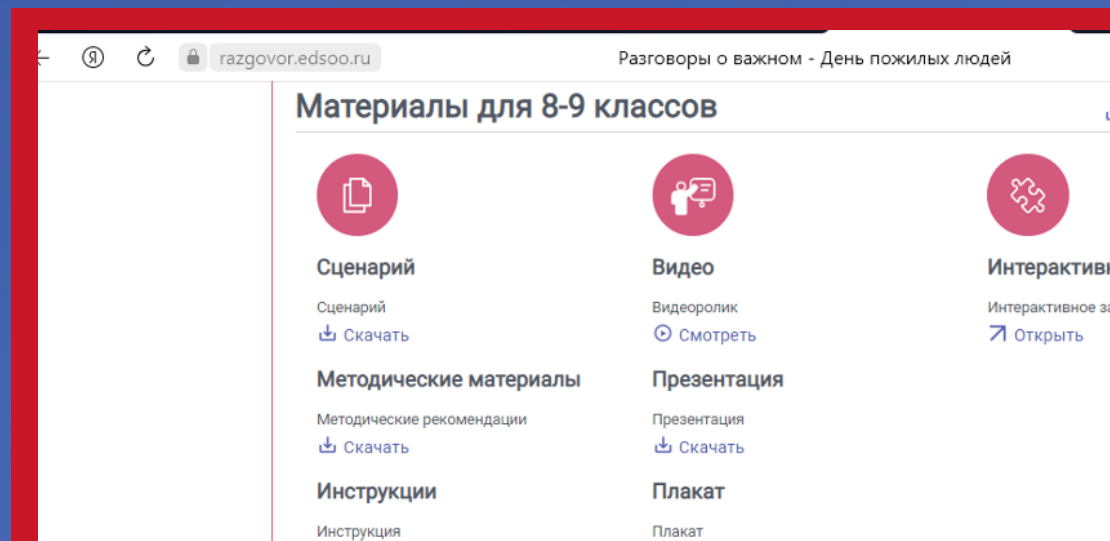 Я razgovor.edsoo.ru Разговоры о важном - День пожилых людей
Материалы для 8-9 классов
Сценарий Видео
Сценарий Видеоролик Интерактивное
Скачать Смотреть Открыть
Методические материалы Презентация
Методические рекомендации Презентация
Скачать Скачать
Инструкции Плакат
Инструкция Плакат